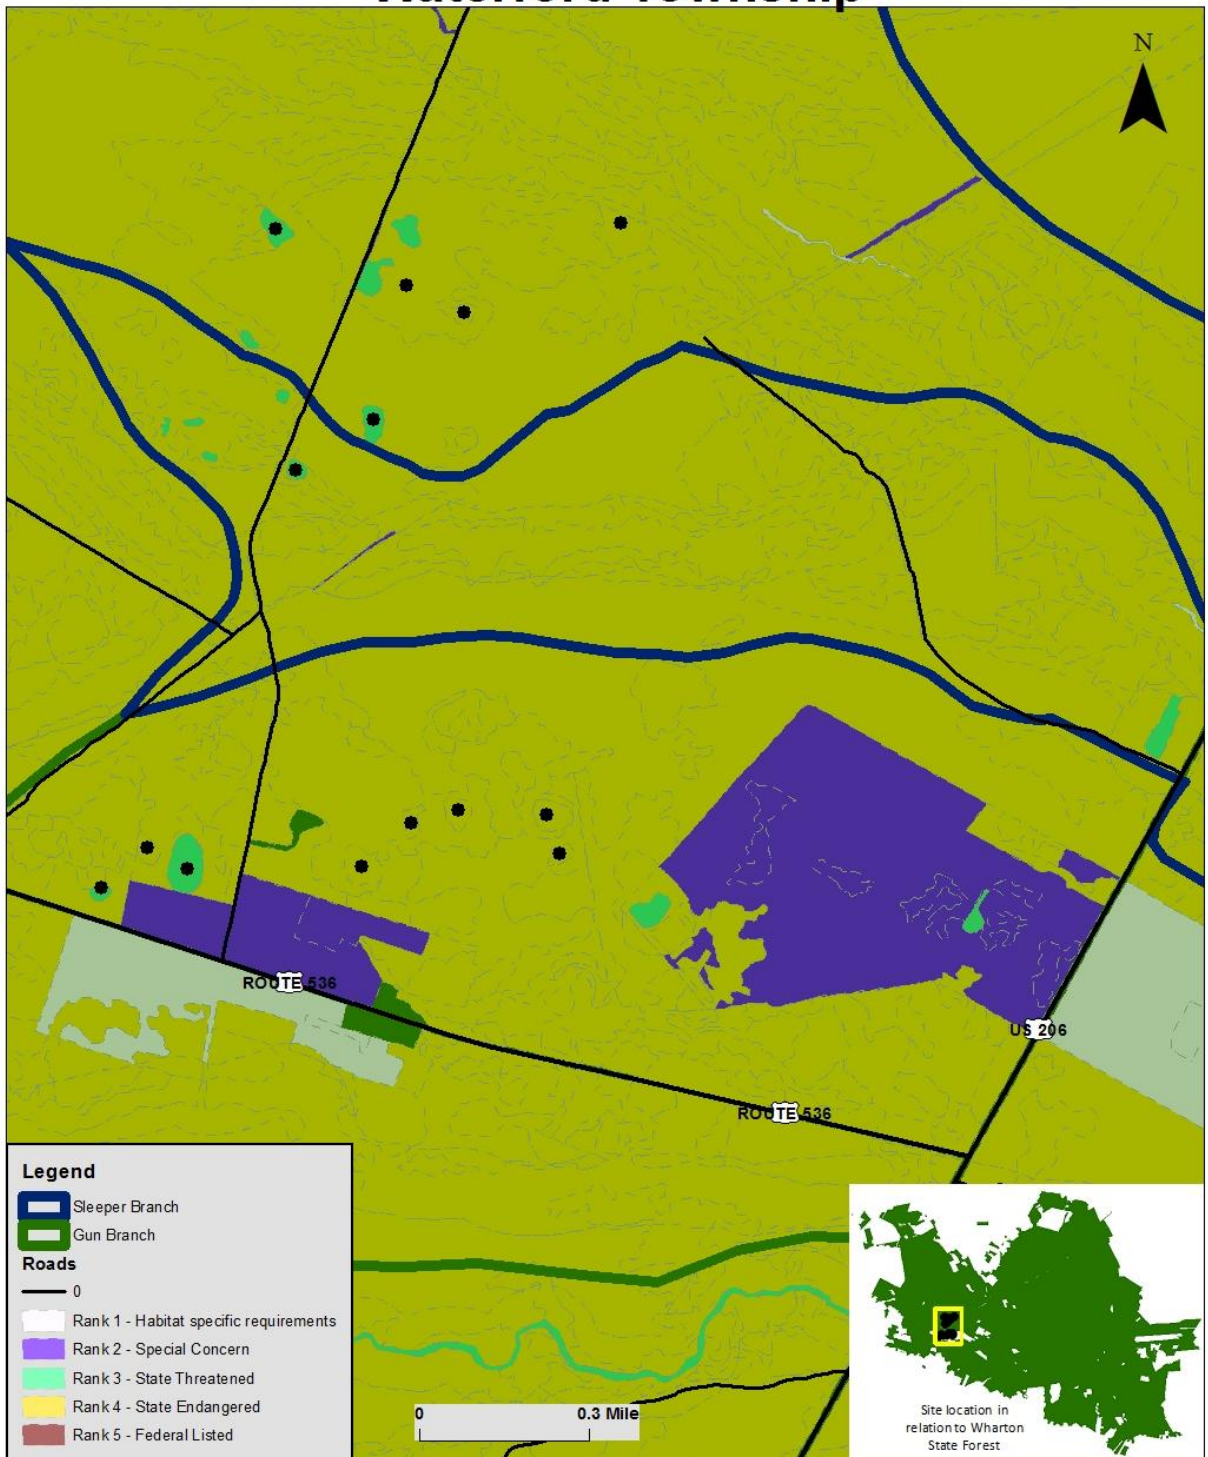 N
ROUTE 536
US 206
ROUTE 536
Legend
Sleeper Branch
Gun Branch
Roads
0
Rank 1 - Habitat specific requirements
Rank 2 - Special Concern
Rank 3 - State Threatened
Rank 4 - State Endangered
Rank 5 - Federal Listed
0 0.3 Mile
Site location in
relation to Wharton
State Forest